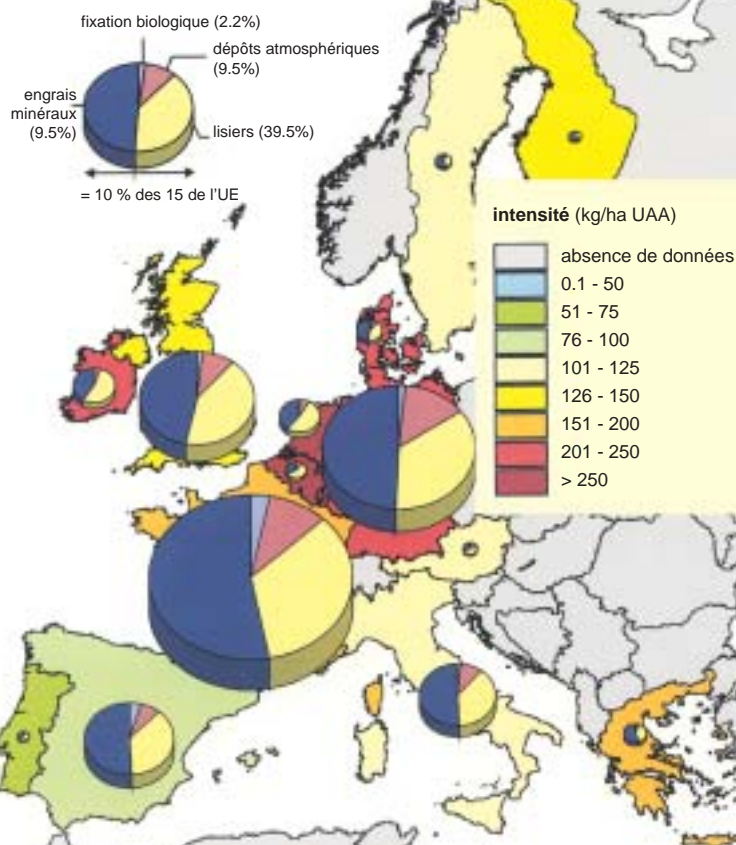 fixation biologique (2.2%)
dépôts atmosphériques
(9.5%)
engrais
minéraux
(9.5%)
lisiers (39.5%)
= 10 % des 15 de l'UE
intensité (kg/ha UAA)
absence de données
0.1 - 50
51 - 75
76 - 100
101 - 125
126 - 150
151 - 200
201 - 250
> 250